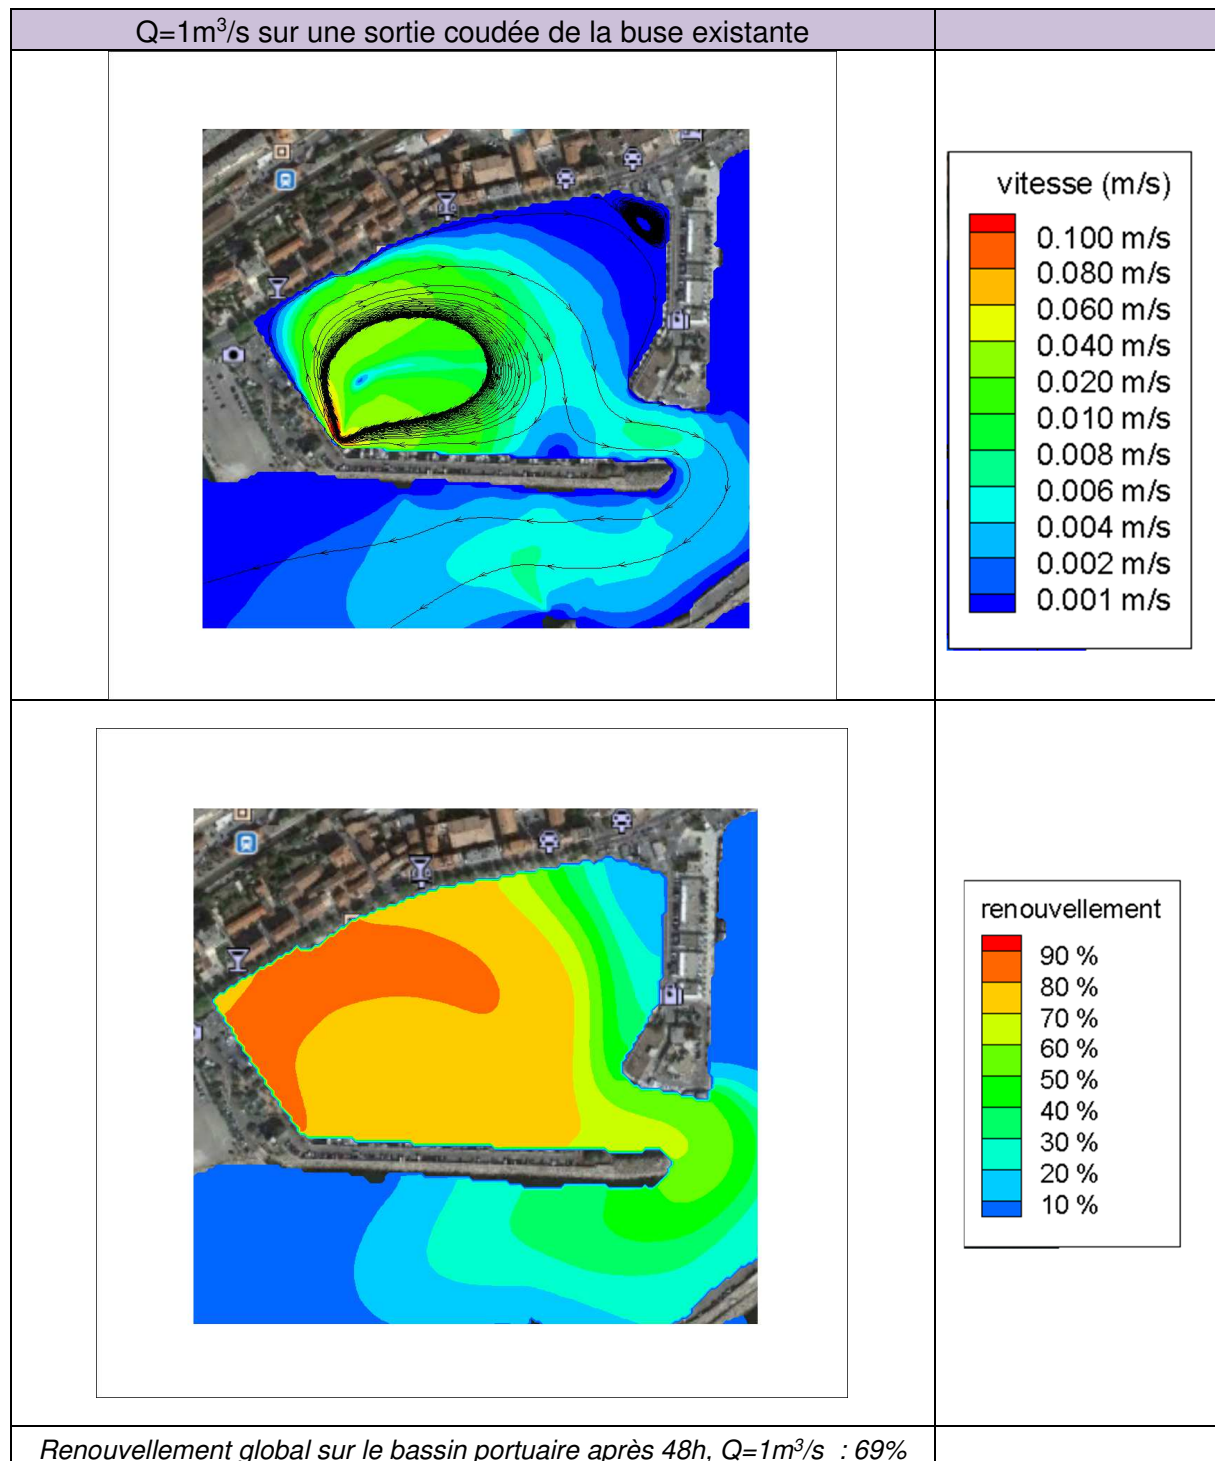 Q=1m³/s sur une sortie coudée de la buse existante
vitesse (m/s)
0.100 m/s
0.080 m/s
0.060 m/s
0.040 m/s
0.020 m/s
0.010 m/s
0.008 m/s
0.006 m/s
0.004 m/s
0.002 m/s
0.001 m/s
renouvellement
90 %
80 %
70 %
60 %
50 %
40 %
30 %
20 %
10 %
Renouvellement global sur le bassin portuaire après 48h, Q=1m³/s : 69%